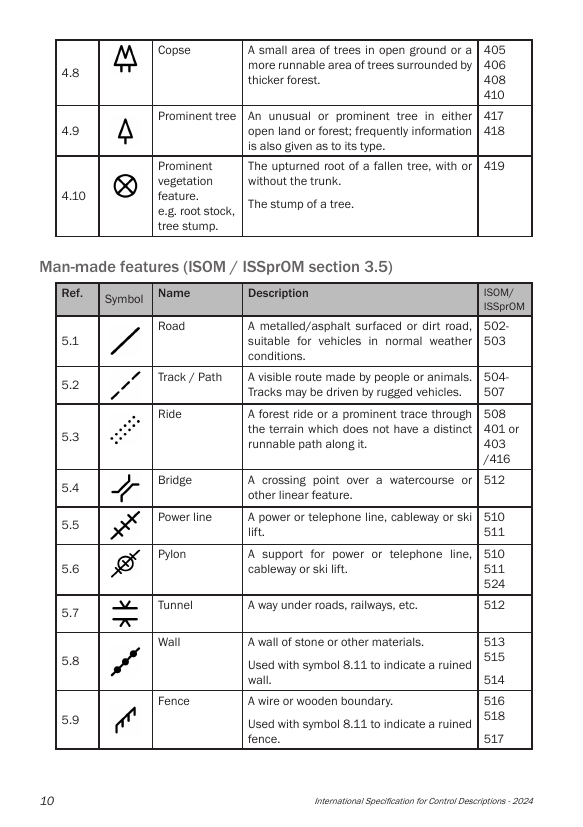 4.8
Copse
A small area of trees in open ground or a
more runnable area of trees surrounded by
thicker forest.
405
406
408
410
4.9
Prominent tree
An unusual or prominent tree in either
open land or forest; frequently information
is also given as to its type.
417
418
4.10
Prominent
vegetation
feature.
e.g. root stock,
tree stump.
The upturned root of a fallen tree, with or
without the trunk.
The stump of a tree.
419
Man-made features (ISOM / ISSprOM section 3.5)
Ref.
Symbol
Name
Description
ISOM/
ISSprOM
5.1
Road
A metalled/asphalt surfaced or dirt road,
suitable for vehicles in normal weather
conditions.
502-
503
5.2
Track / Path
A visible route made by people or animals.
Tracks may be driven by rugged vehicles.
504-
507
5.3
Ride
A forest ride or a prominent trace through
the terrain which does not have a distinct
runnable path along it.
508
401 or
403
/416
5.4
Bridge
A crossing point over a watercourse or
other linear feature.
512
5.5
Power line
A power or telephone line, cableway or ski
lift.
510
511
5.6
Pylon
A support for power or telephone line,
cableway or ski lift.
510
511
524
5.7
Tunnel
A way under roads, railways, etc.
512
5.8
Wall
A wall of stone or other materials.
Used with symbol 8.11 to indicate a ruined
wall.
513
515
514
5.9
Fence
A wire or wooden boundary.
Used with symbol 8.11 to indicate a ruined
fence.
516
518
517
10
International Specification for Control Descriptions - 2024